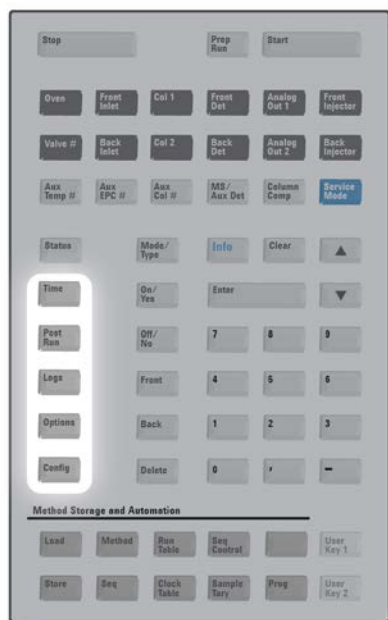 Stop Prep Run Start
Oven Front Inlet Col 1 Front Det Analog Out 1 Front Injector
Valve # Back Inlet Col 2 Back Det Analog Out 2 Back Injector
Aux Temp # Aux EPC # Aux Col # MS/ Aux Det Column Comp Service Mode
Status Mode/ Type Info Clear
Time On/ Yes Enter
Post Run Off/ No 7 8 9
Logs Front 4 5 6
Options Back 1 2 3
Config Delete 0 -
Method Storage and Automation
Load Method Run Table Seq Control User Key 1
Store Seq Clock Table Sample Tary Prog User Key 2